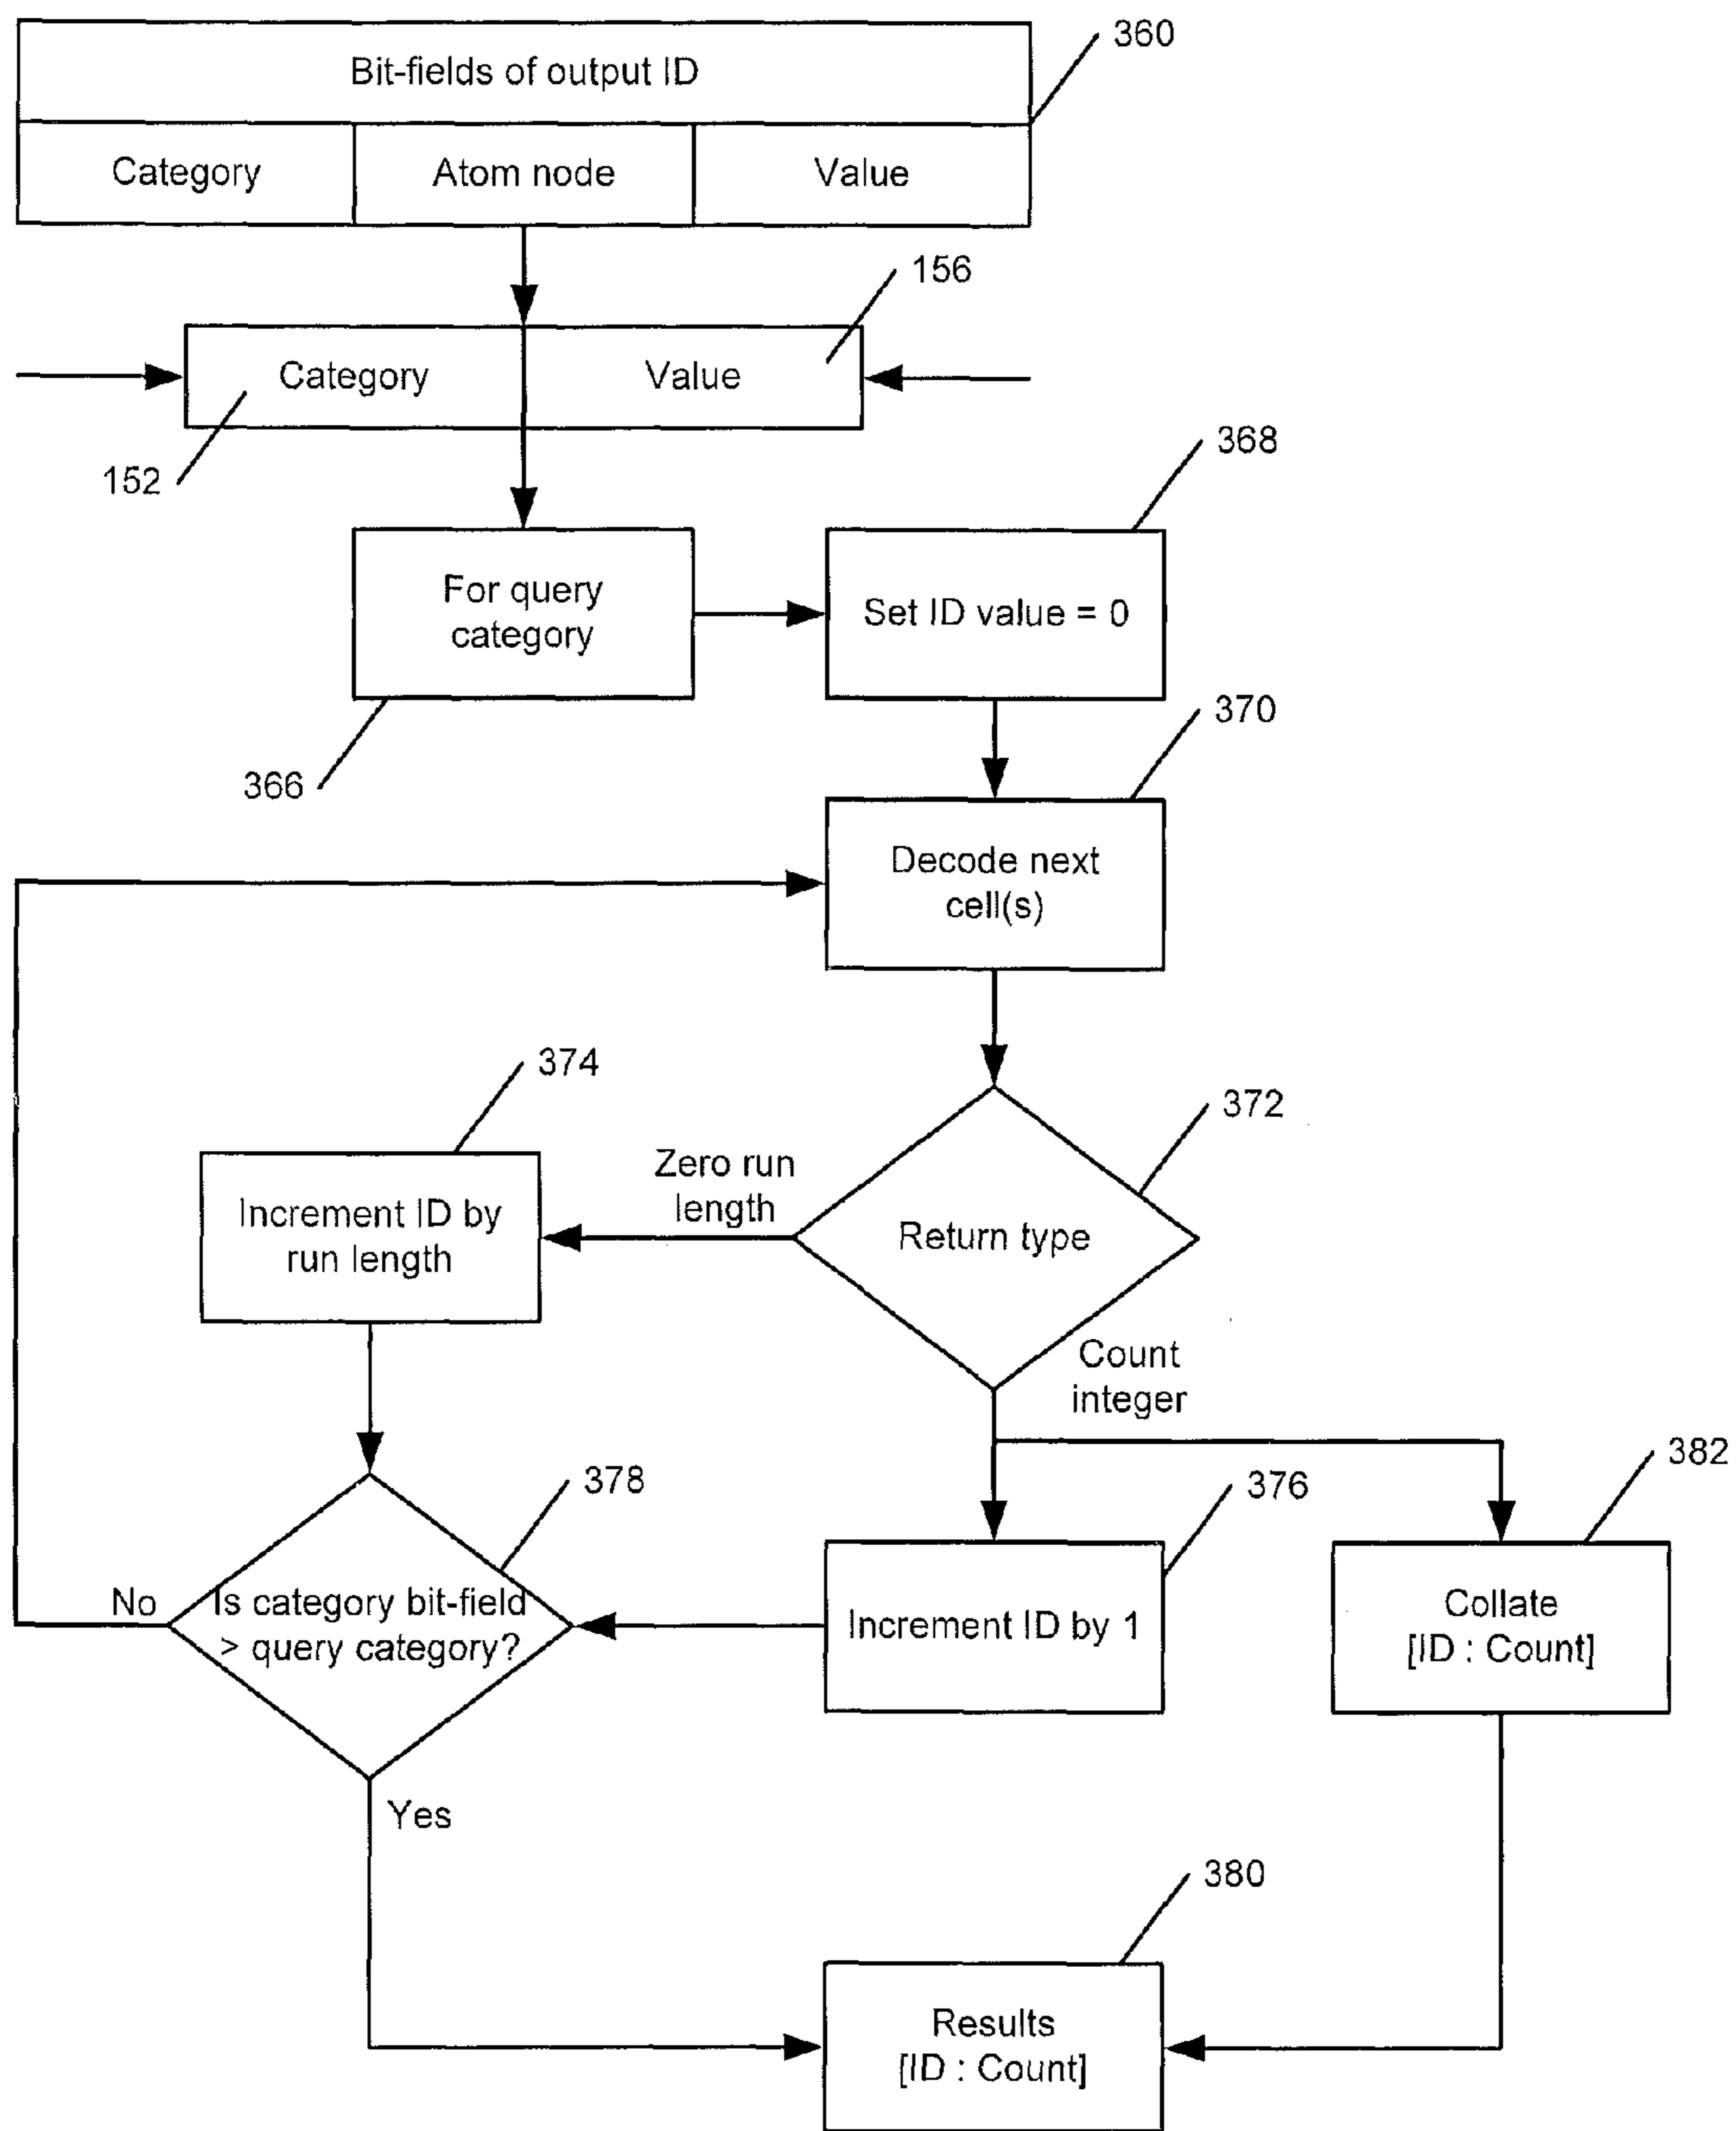 360
Bit-fields of output ID
Category
Atom node
Value
156
Category
Value
152
368
For query
category
Set ID value = 0
366
370
Decode next
cell(s)
374
372
Zero run
length
Increment ID by
run length
Return type
Count
integer
382
378
376
No
Is category bit-field
> query category?
Increment ID by 1
Collate
[ID : Count]
Yes
380
Results
[ID : Count]